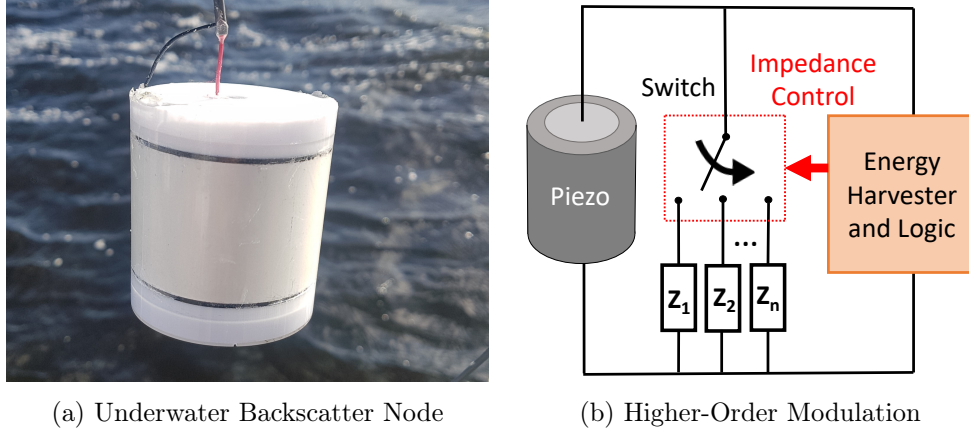 Switch
Impedance
Control
Piezo
Energy
Harvester
and Logic
...
Z1
Z2
Zn
(a) Underwater Backscatter Node
(b) Higher-Order Modulation